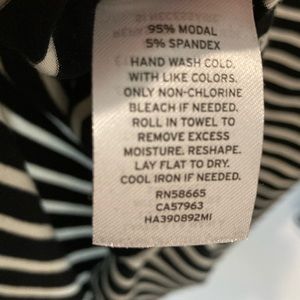 95% MODAL
5% SPANDEX
HAND WASH COLD.
WITH LIKE COLORS.
ONLY NON-CHLORINE
BLEACH IF NEEDED.
ROLL IN TOWEL TO
REMOVE EXCESS
MOISTURE. RESHAPE.
LAY FLAT TO DRY.
COOL IRON IF NEEDED.
RN58665
CA57963
HA390892MI